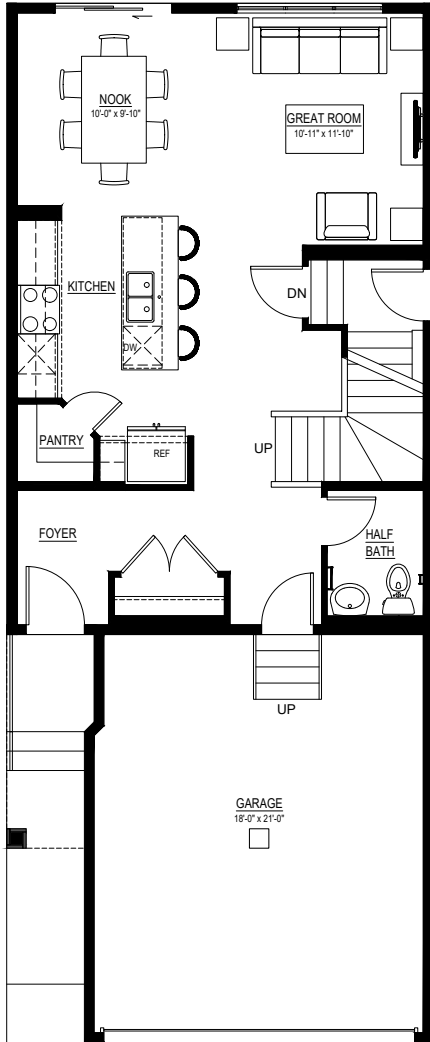 NOOK
10'-0" x 9'-10"
GREAT ROOM
10'-11" x 11'-10"
KITCHEN
DN
DW
PANTRY
REF
UP
FOYER
HALF
BATH
UP
GARAGE
18'-0" x 21'-0"